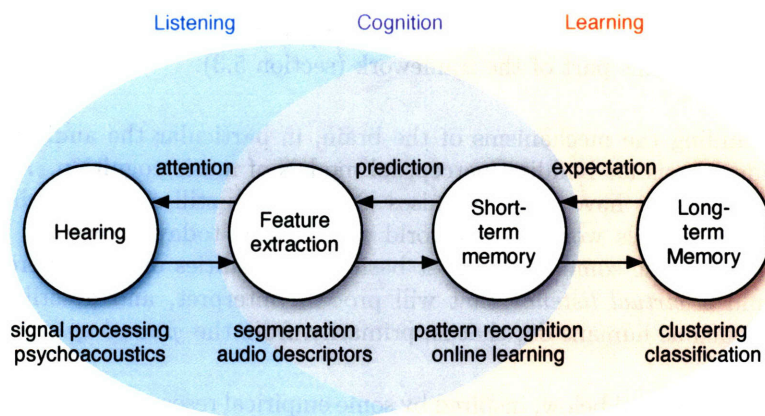 Listening Cognition Learning
attention prediction expectation
Hearing
Feature
extraction
Short-
term
memory
Long-
term
Memory
signal processing
psychoacoustics
segmentation
audio descriptors
pattern recognition
online learning
clustering
classification